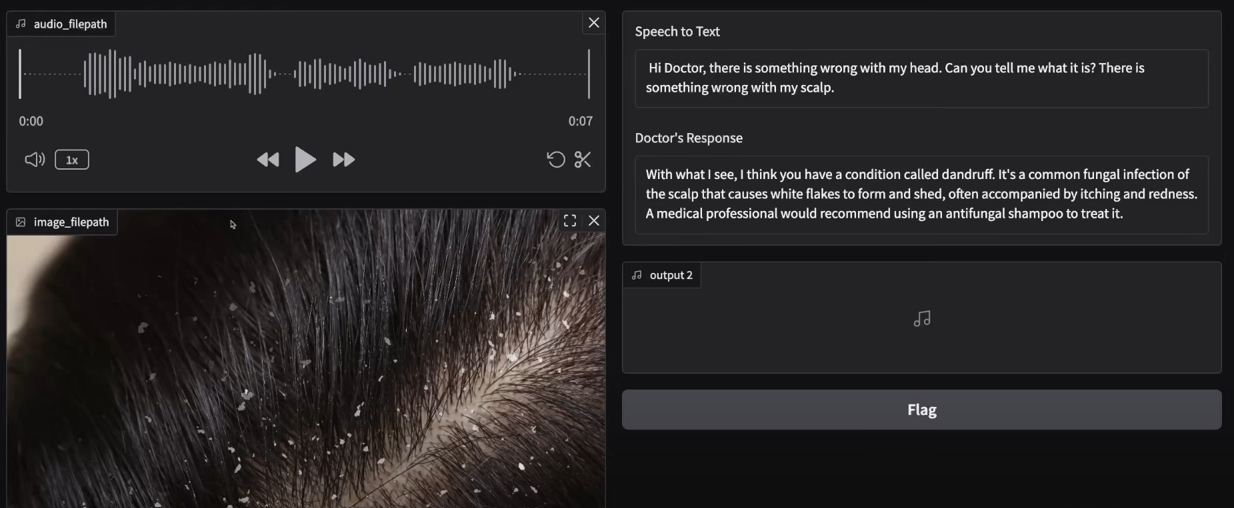 audio_filepath
0:00
0:07
1x
image_filepath
Speech to Text
Hi Doctor, there is something wrong with my head. Can you tell me what it is? There is
something wrong with my scalp.
Doctor's Response
With what I see, I think you have a condition called dandruff. It's a common fungal infection of
the scalp that causes white flakes to form and shed, often accompanied by itching and redness.
A medical professional would recommend using an antifungal shampoo to treat it.
output 2
Flag